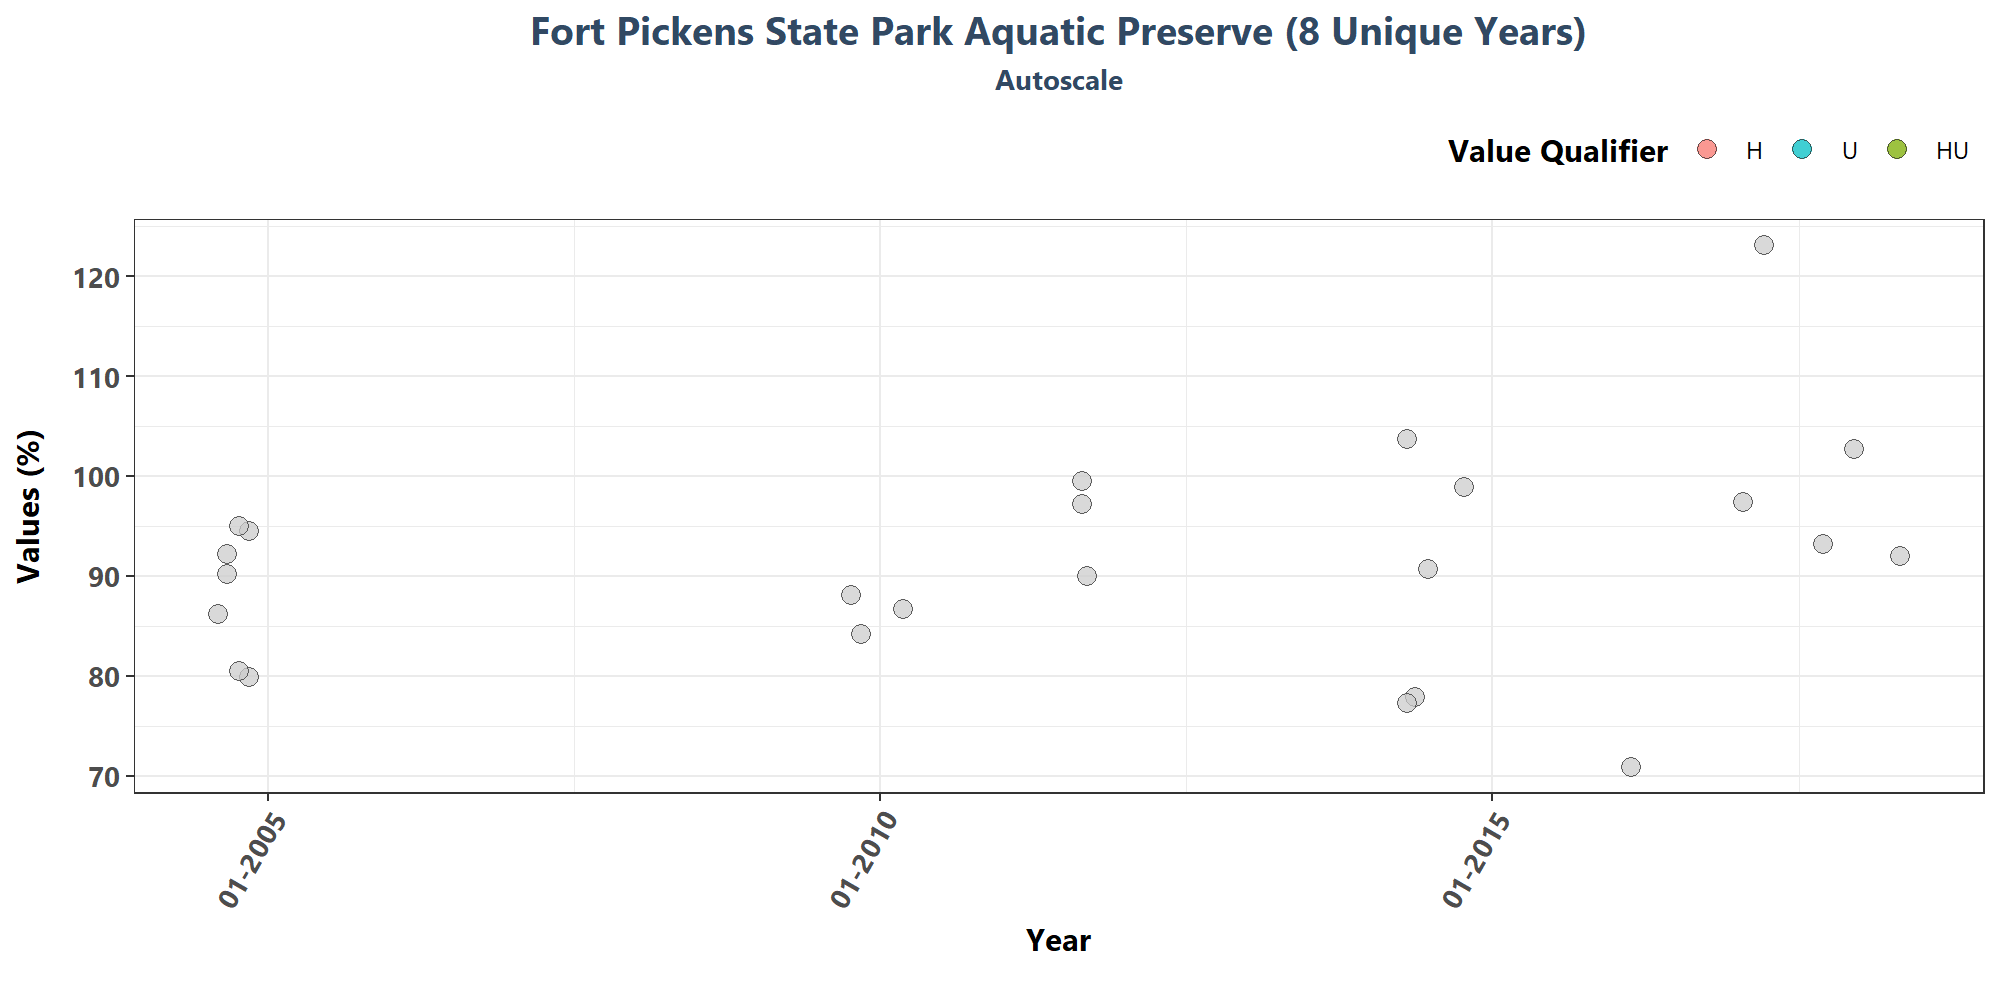 Fort Pickens State Park Aquatic Preserve (8 Unique Years)
Autoscale
Value Qualifier H U HU
Values (%)
120
110
100
90
80
70
01-2005 01-2010 01-2015
Year